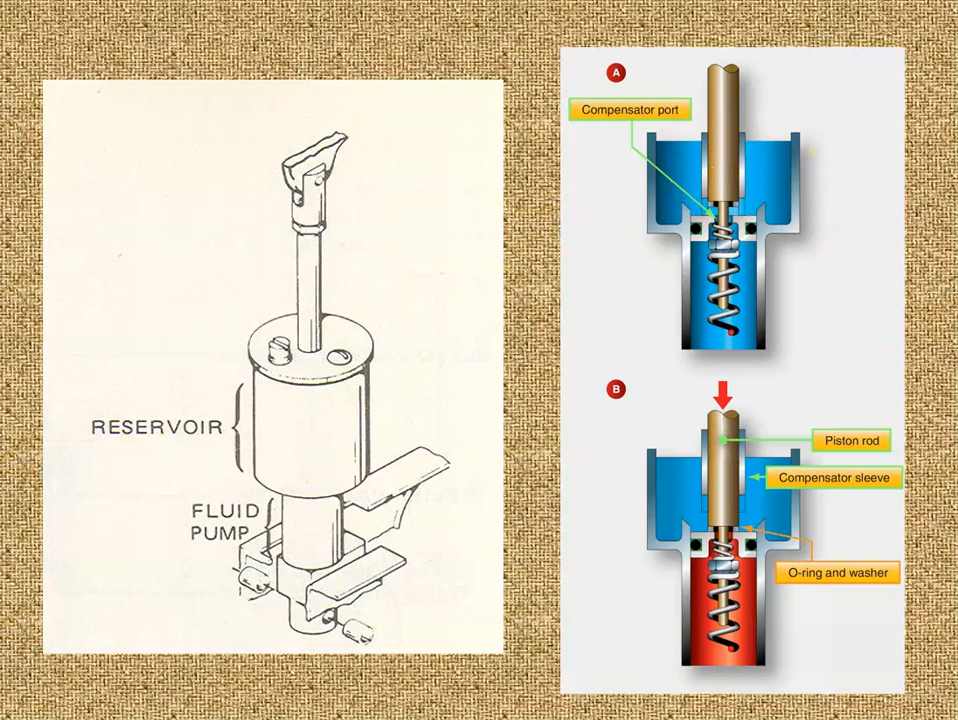 RESERVOIR
FLUID
PUMP
A
Compensator port
B
Piston rod
Compensator sleeve
O-ring and washer